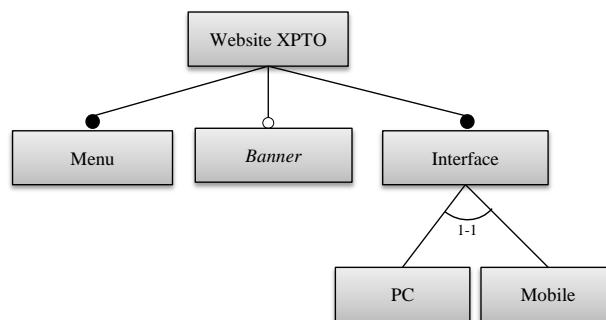 Website XPTO
Menu
Banner
Interface
1-1
PC
Mobile